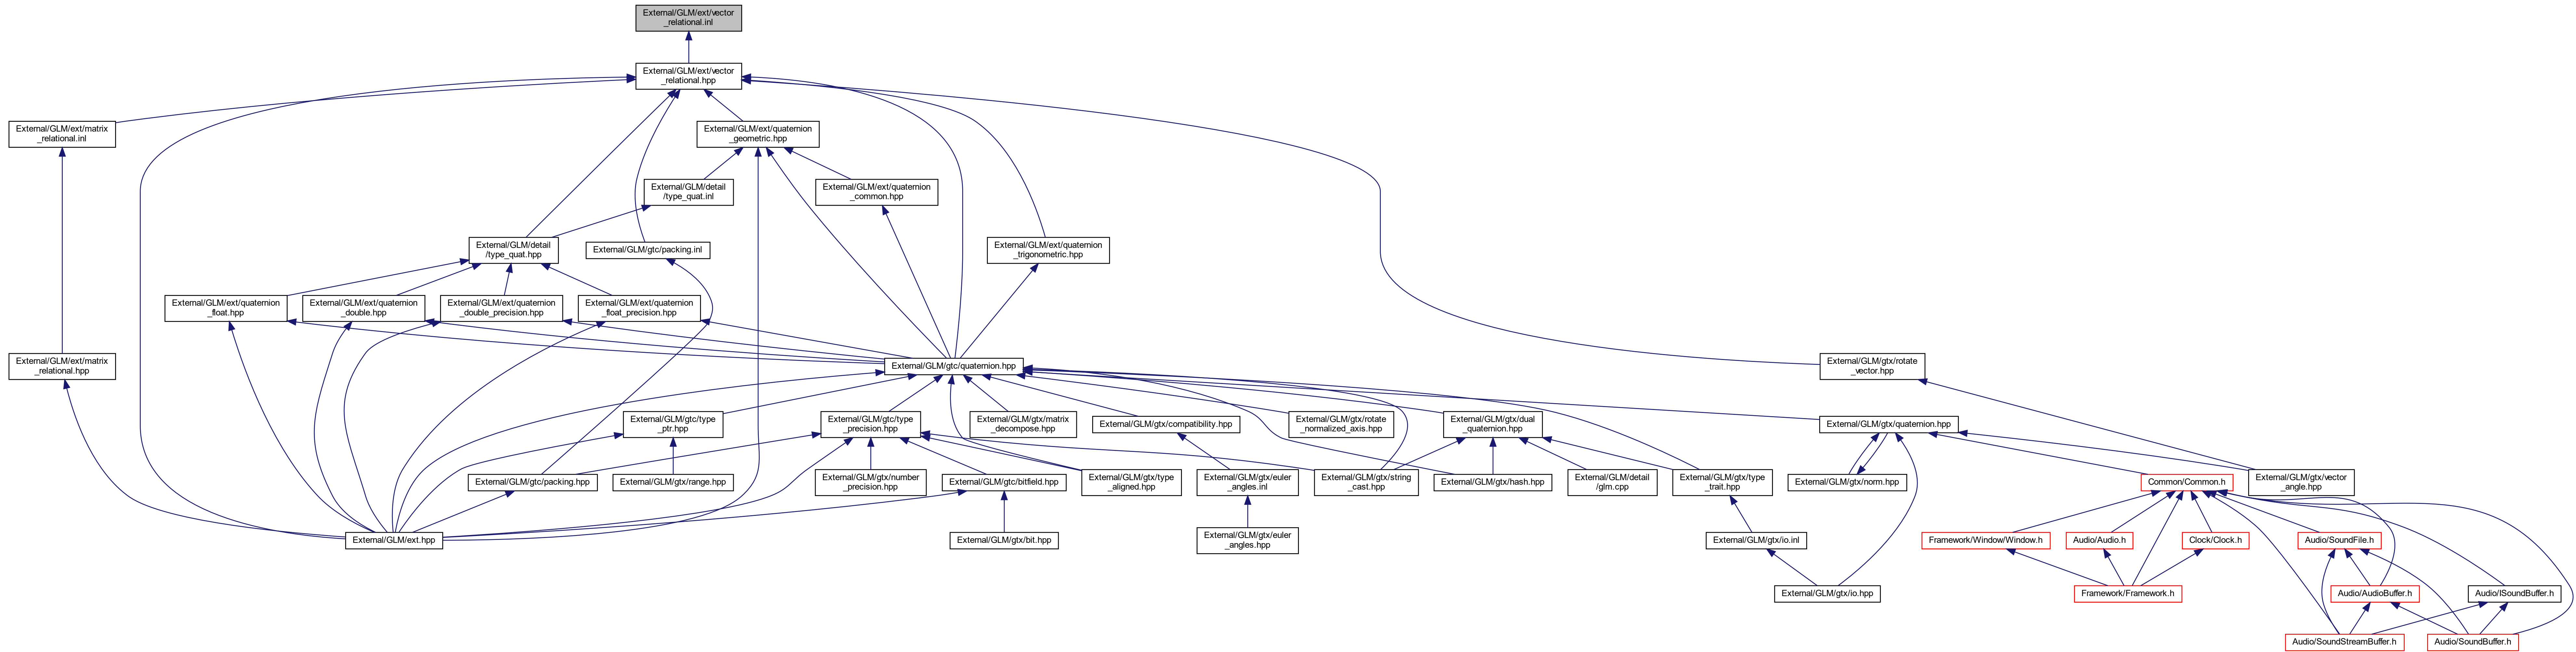 External/GLM/ext/vector
_relational.inl
External/GLM/ext/vector
_relational.hpp
External/GLM/ext/matrix
_relational.inl
External/GLM/ext/quaternion
_geometric.hpp
External/GLM/detail
/type_quat.inl
External/GLM/ext/quaternion
_common.hpp
External/GLM/detail
/type_quat.hpp
External/GLM/gtc/packing.inl
External/GLM/ext/quaternion
_trigonometric.hpp
External/GLM/ext/quaternion
_float.hpp
External/GLM/ext/quaternion
_double.hpp
External/GLM/ext/quaternion
_double_precision.hpp
External/GLM/ext/quaternion
_float_precision.hpp
External/GLM/ext/matrix
_relational.hpp
External/GLM/gtc/quaternion.hpp
External/GLM/gtx/rotate
_vector.hpp
External/GLM/gtc/type
_ptr.hpp
External/GLM/gtc/type
_precision.hpp
External/GLM/gtx/matrix
_decompose.hpp
External/GLM/gtx/compatibility.hpp
External/GLM/gtx/rotate
_normalized_axis.hpp
External/GLM/gtx/dual
_quaternion.hpp
External/GLM/gtx/quaternion.hpp
External/GLM/gtc/packing.hpp
External/GLM/gtx/range.hpp
External/GLM/gtx/number
_precision.hpp
External/GLM/gtc/bitfield.hpp
External/GLM/gtx/type
_aligned.hpp
External/GLM/gtx/euler
_angles.inl
External/GLM/gtx/string
_cast.hpp
External/GLM/gtx/hash.hpp
External/GLM/detail
/glm.cpp
External/GLM/gtx/type
_trait.hpp
External/GLM/gtx/norm.hpp
Common/Common.h
External/GLM/gtx/vector
_angle.hpp
External/GLM/ext.hpp
External/GLM/gtx/bit.hpp
External/GLM/gtx/euler
_angles.hpp
External/GLM/gtx/io.inl
Framework/Window/Window.h
Audio/Audio.h
Clock/Clock.h
Audio/SoundFile.h
External/GLM/gtx/io.hpp
Framework/Framework.h
Audio/AudioBuffer.h
Audio/ISoundBuffer.h
Audio/SoundStreamBuffer.h
Audio/SoundBuffer.h